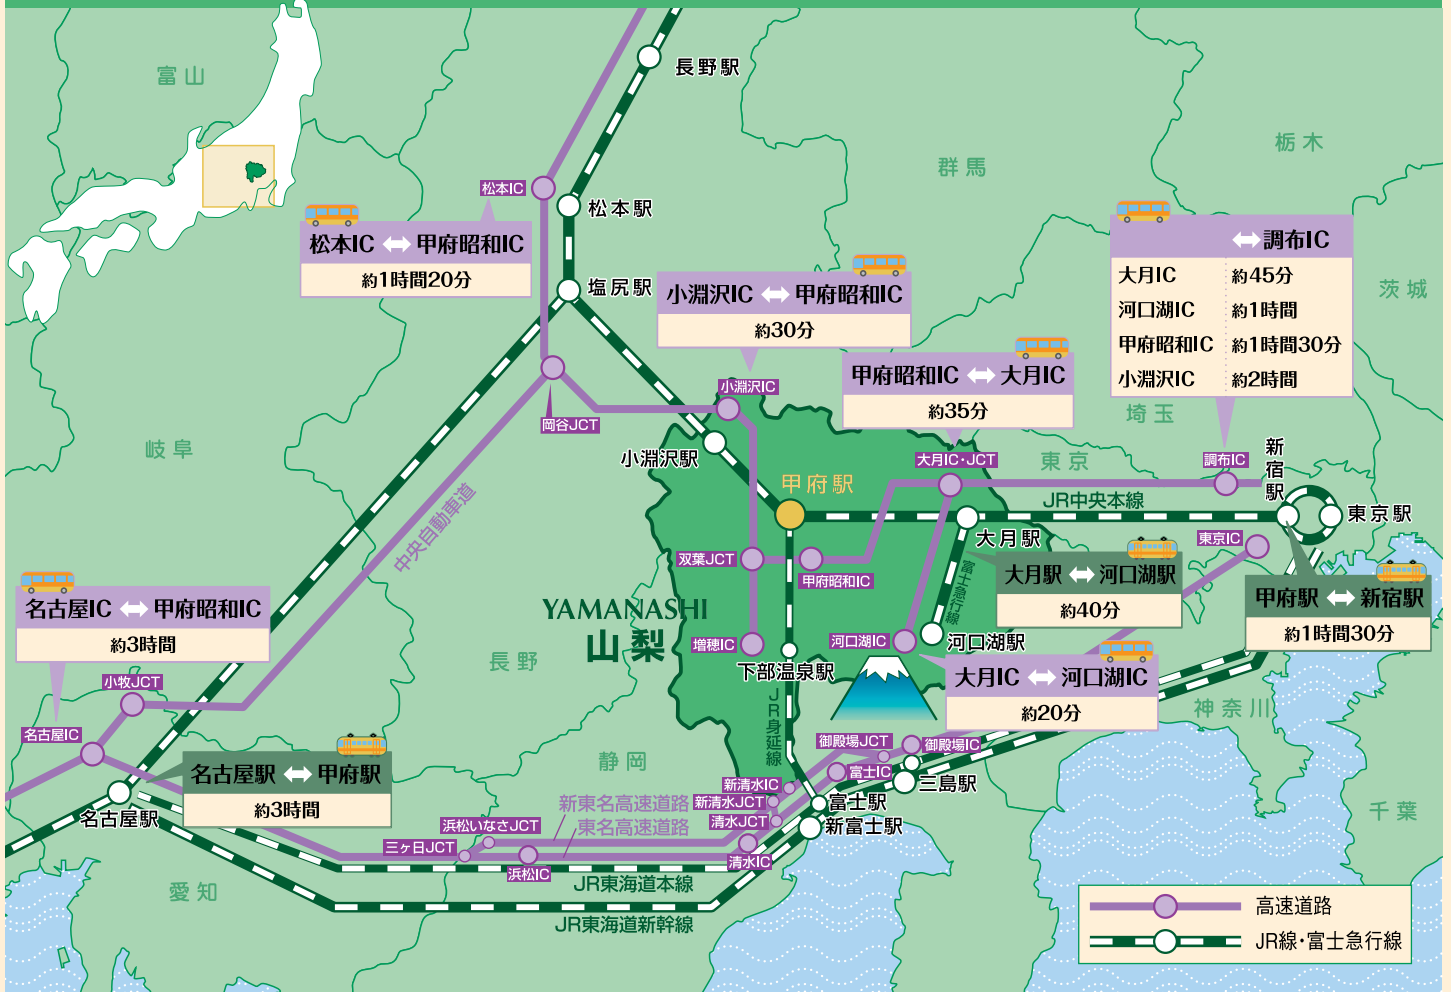 富山
長野駅
栃木
群馬
松本IC
松本駅
松本IC ⇔ 甲府昭和IC
約1時間20分
⇔調布IC
大月IC 約45分
河口湖IC 約1時間
甲府昭和IC 約1時間30分
小淵沢IC 約2時間
茨城
塩尻駅
小淵沢IC ⇔ 甲府昭和IC
約30分
甲府昭和IC ⇔ 大月IC
約35分
小淵沢IC
岡谷JCT
埼玉
岐阜
小淵沢駅
大月IC・JCT
東京
調布IC
新宿駅
甲府駅
JR中央本線
東京駅
中央自動車道
大月駅
東京IC
双葉JCT
甲府昭和IC
富士急行線
大月駅 ⇔ 河口湖駅
約40分
甲府駅 ⇔ 新宿駅
約1時間30分
名古屋IC ⇔ 甲府昭和IC
約3時間
YAMANASHI
山梨
増穂IC
河口湖IC
河口湖駅
長野
下部温泉駅
大月IC ⇔ 河口湖IC
約20分
小牧JCT
名古屋IC
JR身延線
神奈川
御殿場JCT
御殿場IC
静岡
名古屋駅 ⇔ 甲府駅
約3時間
富士IC
新清水IC
三島駅
新東名高速道路
新清水JCT
富士駅
千葉
名古屋駅
浜松いなさJCT
東名高速道路
清水JCT
新富士駅
三ヶ日JCT
清水IC
浜松IC
愛知
JR東海道本線
JR東海道新幹線
高速道路
JR線・富士急行線